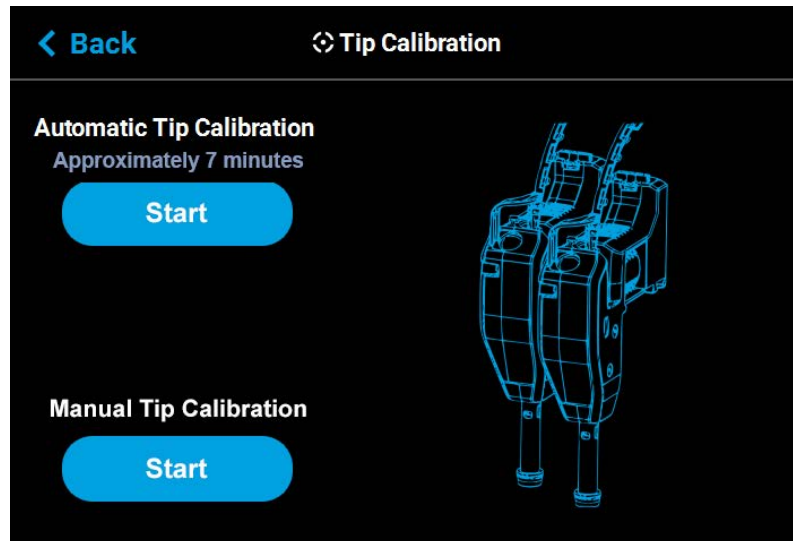 Back
Tip Calibration
Automatic Tip Calibration
Approximately 7 minutes
Start
Manual Tip Calibration
Start